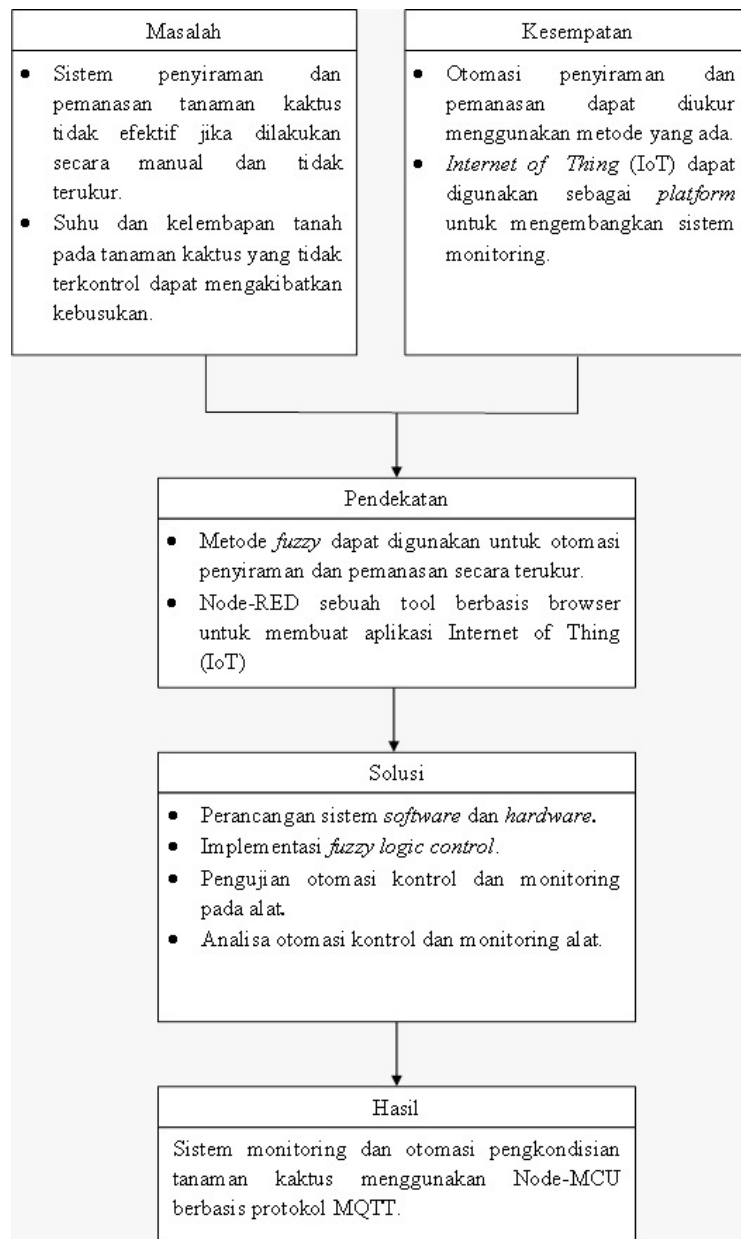 Masalah
● Sistem penyiraman dan
pemanasan tanaman kaktus
tidak efektif jika dilakukan
secara manual dan tidak
terukur.
● Suhu dan kelembapan tanah
pada tanaman kaktus yang tidak
terkontrol dapat mengakibatkan
kebusukan.
Kesempatan
● Otomasi penyiraman dan
pemanasan dapat diukur
menggunakan metode yang ada.
● Internet of Thing (IoT) dapat
digunakan sebagai platform
untuk mengembangkan sistem
monitoring.
Pendekatan
● Metode fuzzy dapat digunakan untuk otomasi
penyiraman dan pemanasan secara terukur.
● Node-RED sebuah tool berbasis browser
untuk membuat aplikasi Internet of Thing
(IoT)
Solusi
● Perancangan sistem software dan hardware.
● Implementasi fuzzy logic control.
● Pengujian otomasi kontrol dan monitoring
pada alat.
● Analisa otomasi kontrol dan monitoring alat.
Hasil
Sistem monitoring dan otomasi pengkondisian
tanaman kaktus menggunakan Node-MCU
berbasis protokol MQTT.